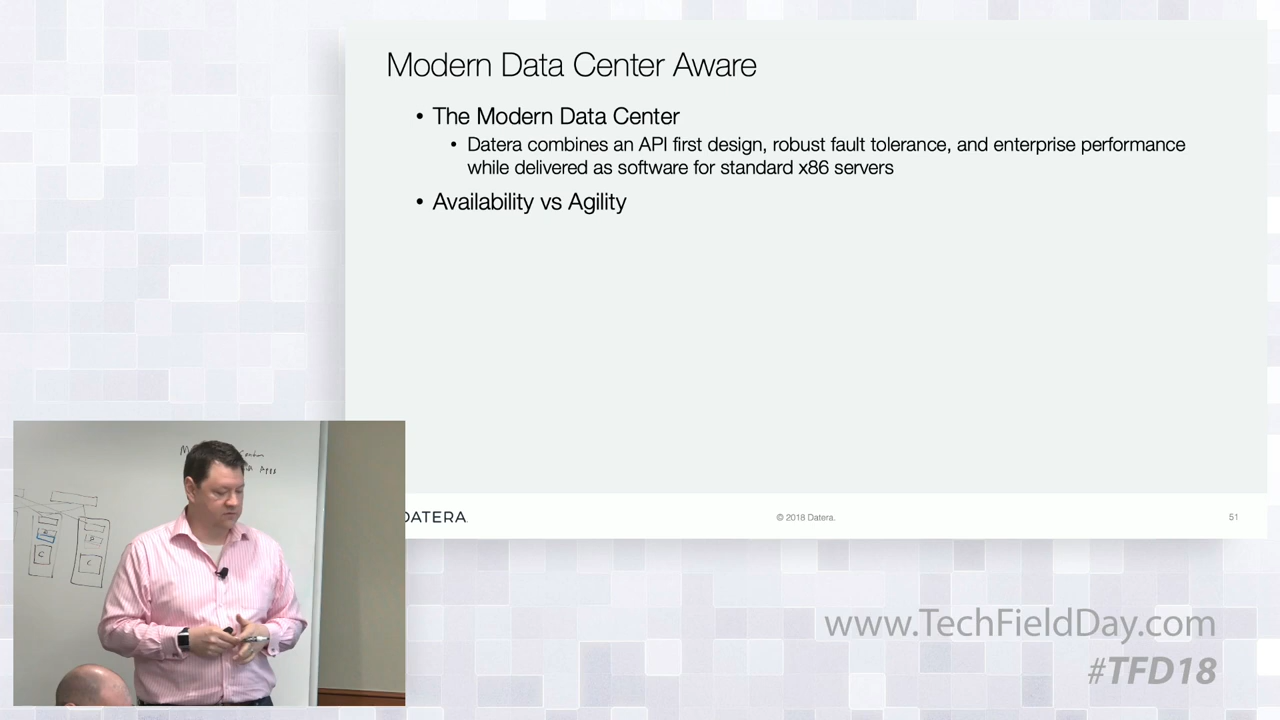 Modern Data Center Aware
• The Modern Data Center
• Datera combines an API first design, robust fault tolerance, and enterprise performance
while delivered as software for standard x86 servers
• Availability vs Agility
DATERA
© 2018 Datera.
51
Apps
C
C
www.TechFieldDay.com
#TFD18